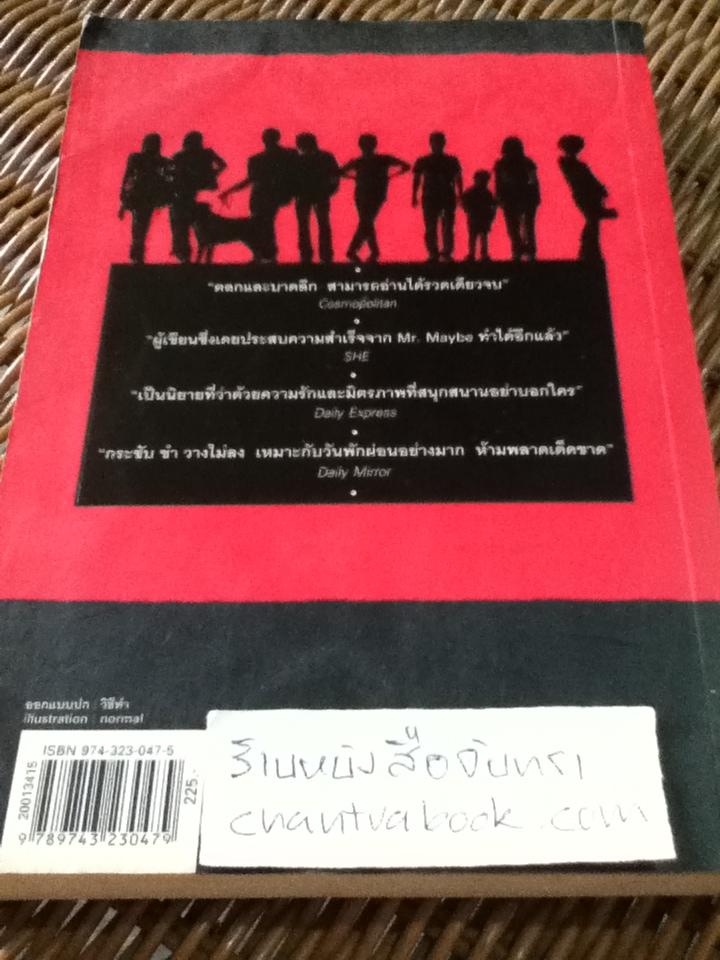 "ตลกและบาดลึก สามารถอ่านได้รวดเดียวจบ"
Cosmopolitan
"ผู้เขียนซึ่งเคยประสบความสำเร็จจาก Mr. Maybe ทำได้อีกแล้ว"
SHE
"เป็นนิยายที่ว่าด้วยความรักและมิตรภาพที่สนุกสนานอย่าบอกใคร"
Daily Express
"กระชับ ขำ วางไม่ลง เหมาะกับวันพักผ่อนอย่างมาก ห้ามพลาดเด็ดขาด"
Daily Mirror
ออกแบบปก : วิธีทำ
illustration : normal
ISBN 974-323-047-5
20013415
225.-
9 789743 230479
ร้านหนังสือจันทรา
chantrabook.com